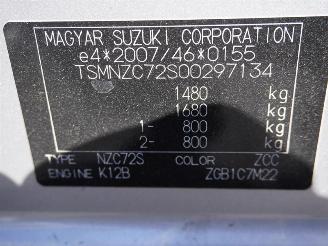 MAGYAR SUZUKI CORPORATION
e4*2007/46*0155
TSMNZC72S00297134
1480 kg
1680 kg
1- 800 kg
2- 800 kg
TYPE NZC72S COLOR ZCC
ENGINE K12B ZGB1C7M22